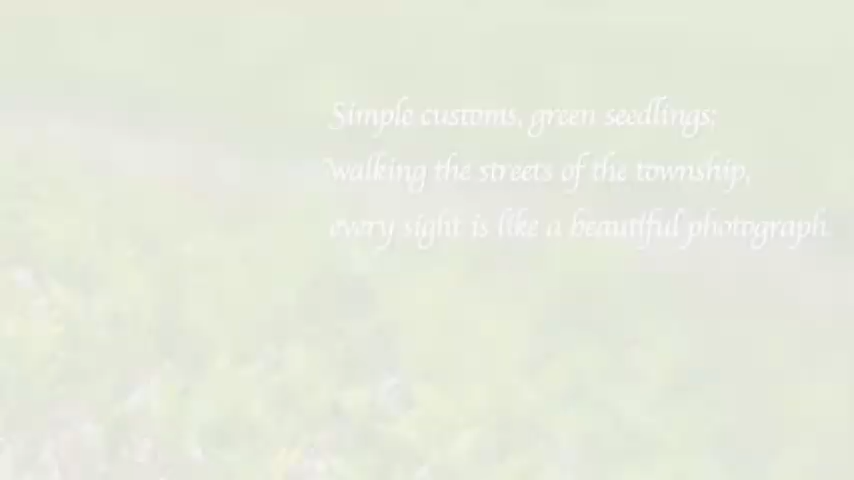 Simple customs, green seedlings;
walking the streets of the township,
every sight is like a beautiful photograph.